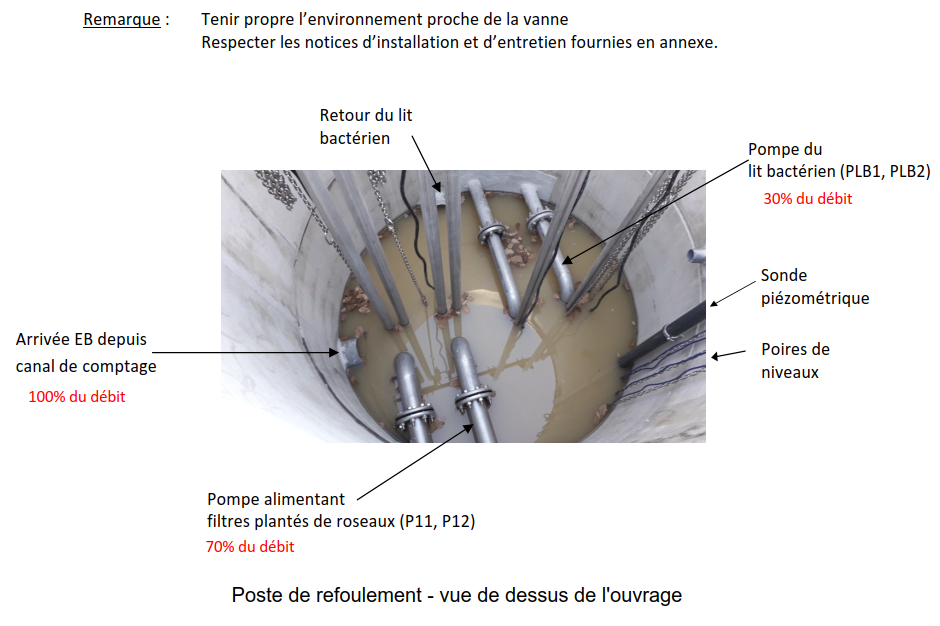 Remarque : Tenir propre l’environnement proche de la vanne
Respecter les notices d’installation et d’entretien fournies en annexe.
Retour du lit
bactérien
Pompe du
lit bactérien (PLB1, PLB2)
30% du débit
Sonde
piézométrique
Arrivée EB depuis
canal de comptage
100% du débit
Poires de
niveaux
Pompe alimentant
filtres plantés de roseaux (P11, P12)
70% du débit
Poste de refoulement - vue de dessus de l'ouvrage